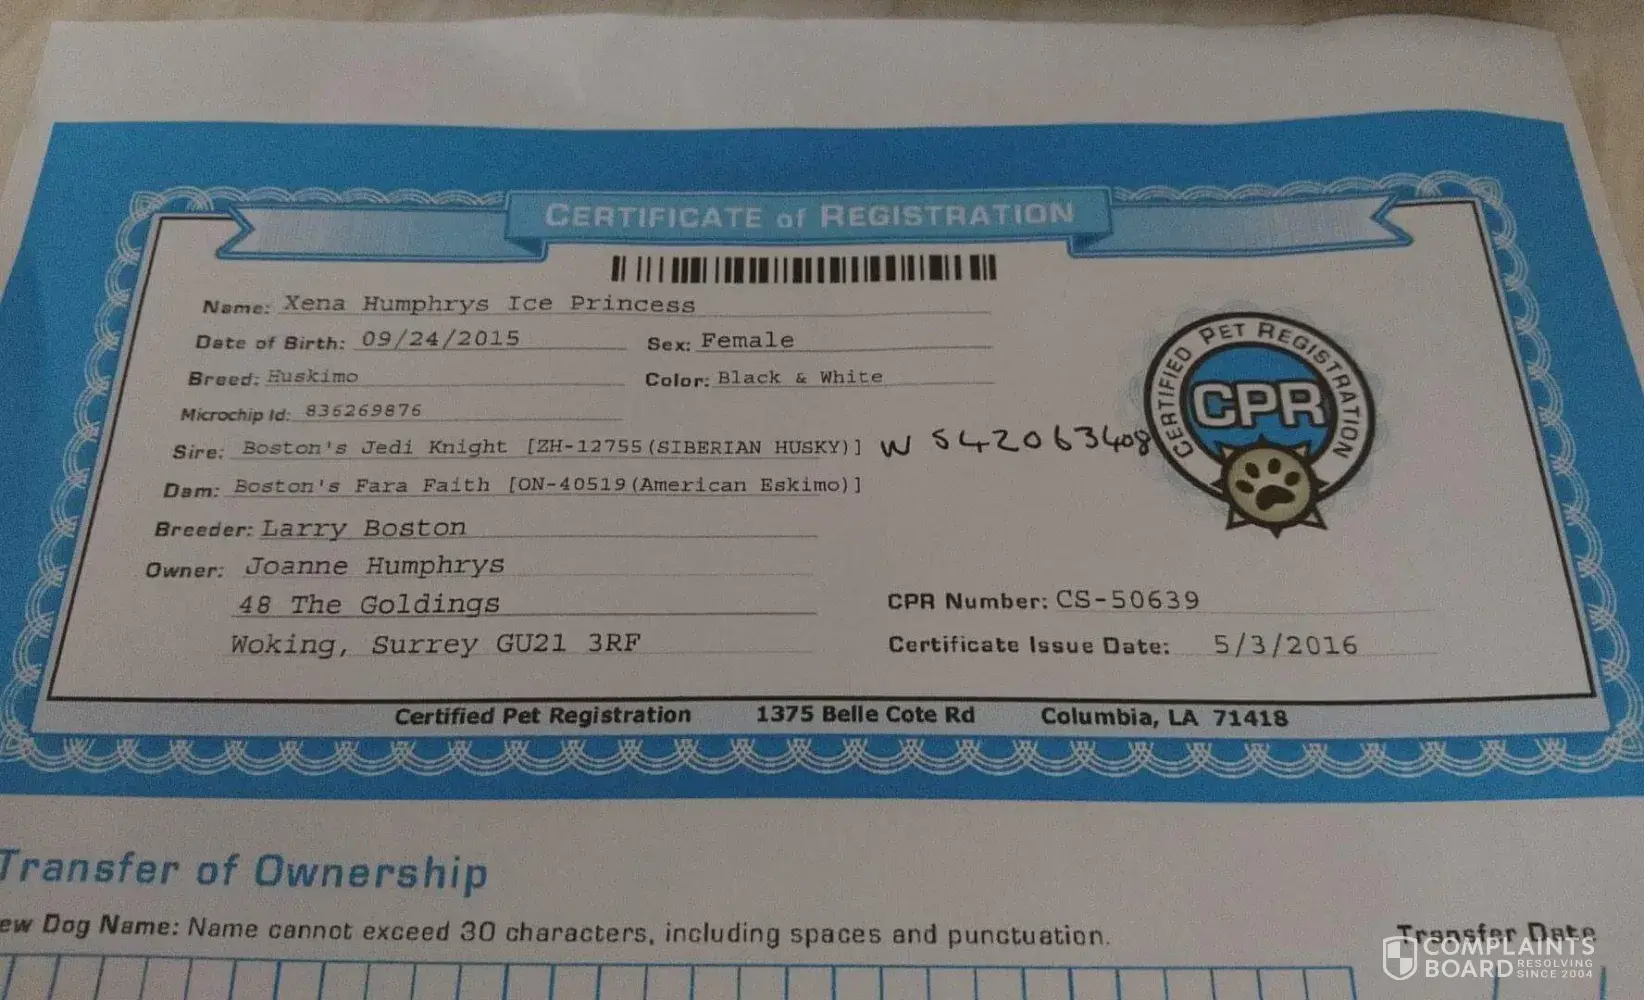 CERTIFICATE of REGISTRATION
Name: Xena Humphrys Ice Princess
Date of Birth: 09/24/2015 Sex: Female
Breed: Huskimo Color: Black & White
Microchip Id: 836269876
Sire: Boston's Jedi Knight [ZH-12755(SIBERIAN HUSKY)] W 542063408
Dam: Boston's Fara Faith [ON-40519(American Eskimo)]
Breeder: Larry Boston
Owner: Joanne Humphrys
48 The Goldings
Woking, Surrey GU21 3RF
CERTIFIED PET REGISTRATION
CPR
CPR Number: CS-50639
Certificate Issue Date: 5/3/2016
Certified Pet Registration 1375 Belle Cote Rd Columbia, LA 71418
Transfer of Ownership
ew Dog Name: Name cannot exceed 30 characters, including spaces and punctuation. Transfer Date
COMPLAINTS
BOARD RESOLVING
SINCE 2004